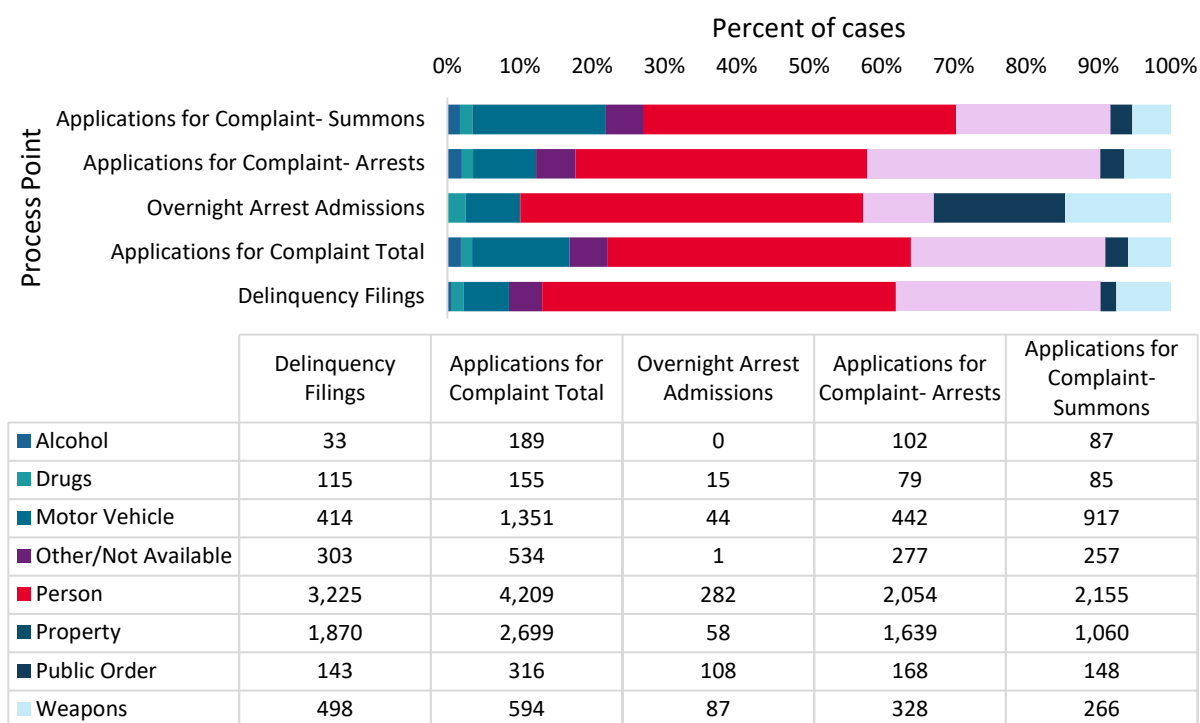 Percent of cases
0% 10% 20% 30% 40% 50% 60% 70% 80% 90% 100%
Process Point
Applications for Complaint- Summons
Applications for Complaint- Arrests
Overnight Arrest Admissions
Applications for Complaint Total
Delinquency Filings
Delinquency Filings
Applications for Complaint Total
Overnight Arrest Admissions
Applications for Complaint- Arrests
Applications for Complaint- Summons
Alcohol 33 189 0 102 87
Drugs 115 155 15 79 85
Motor Vehicle 414 1,351 44 442 917
Other/Not Available 303 534 1 277 257
Person 3,225 4,209 282 2,054 2,155
Property 1,870 2,699 58 1,639 1,060
Public Order 143 316 108 168 148
Weapons 498 594 87 328 266